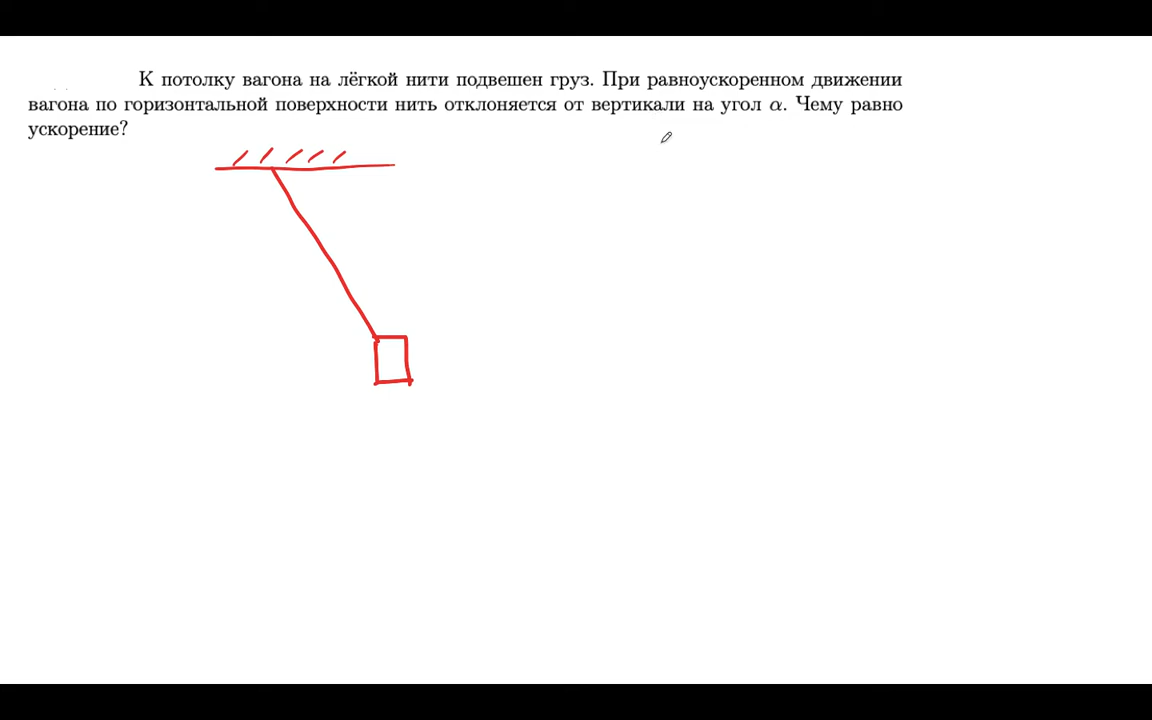 К потолку вагона на лёгкой нити подвешен груз. При равноускоренном движении
вагона по горизонтальной поверхности нить отклоняется от вертикали на угол α. Чему равно
ускорение?